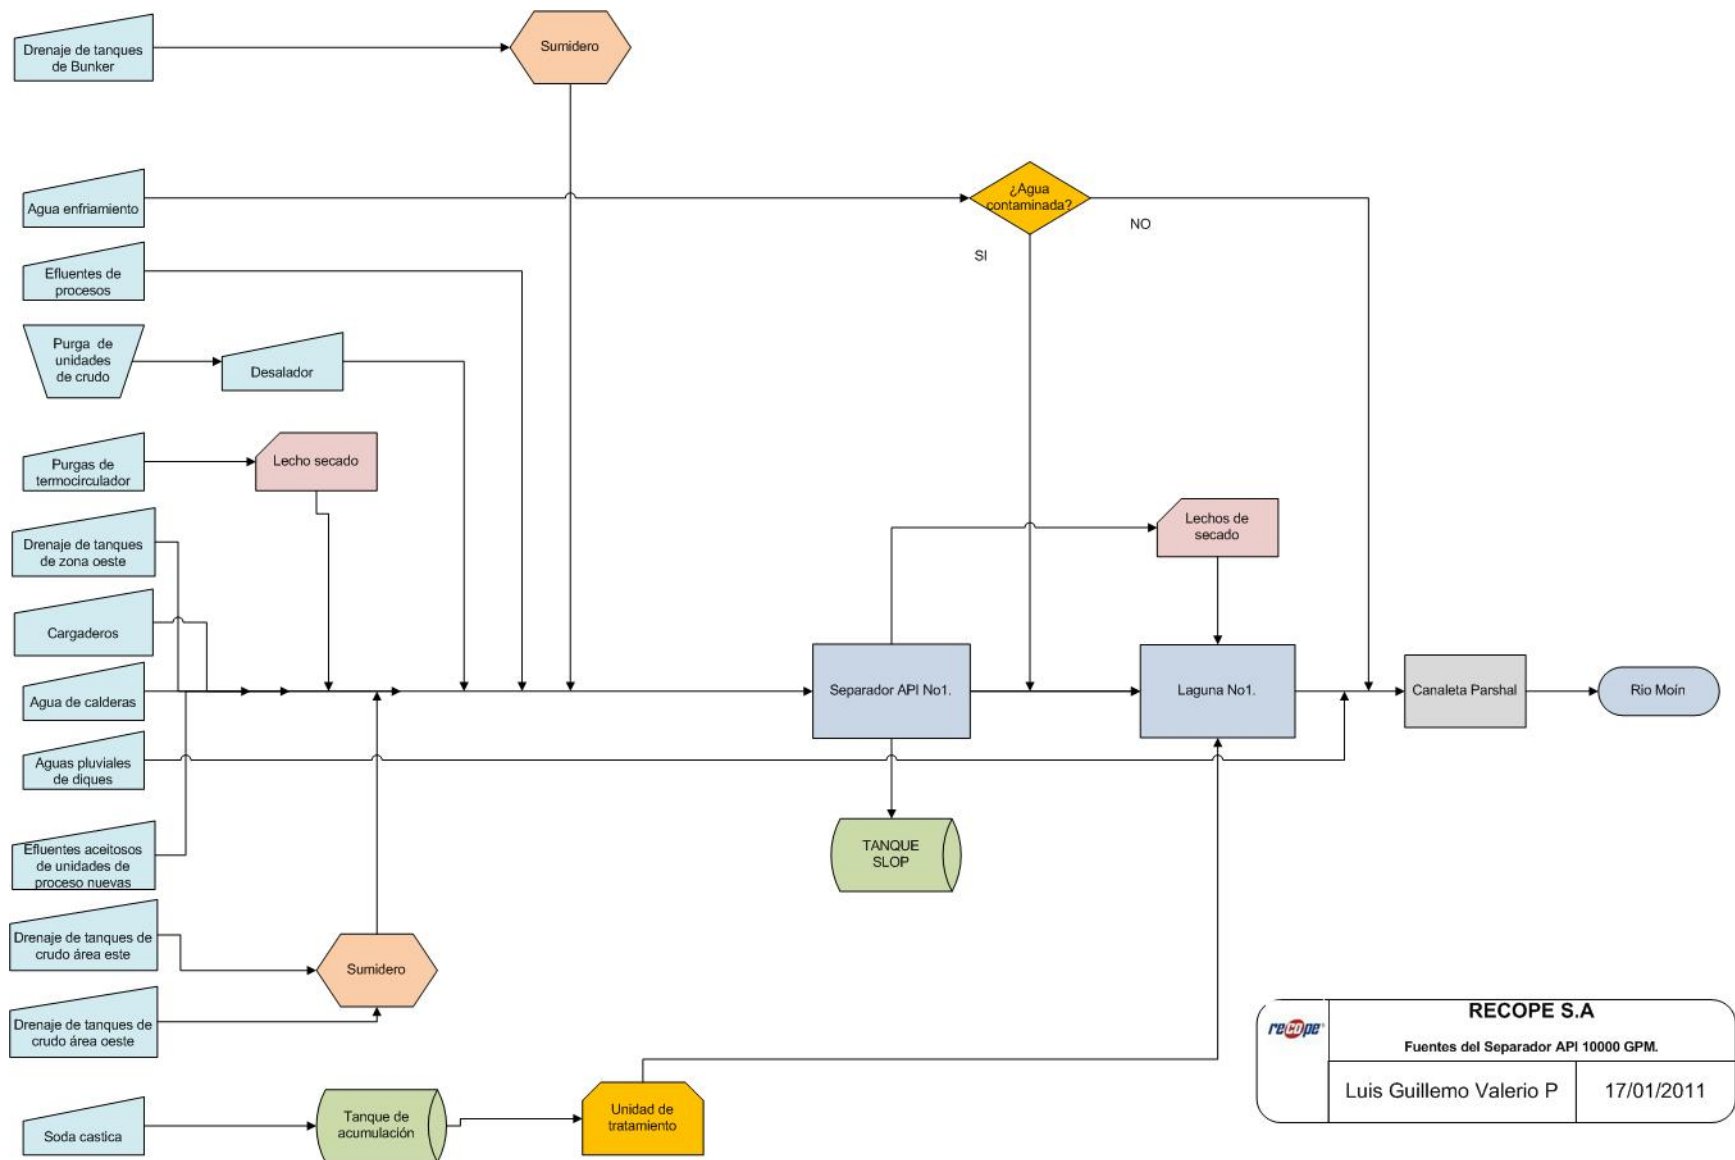 Drenaje de tanques
de Bunker
Sumidero
Agua enfriamiento
¿Agua
contaminada?
NO
SI
Efluentes de
procesos
Purga de
unidades
de crudo
Desalador
Purgas de
termocirculador
Lecho secado
Drenaje de tanques
de zona oeste
Lechos de
secado
Cargaderos
Agua de calderas
Separador API No1.
Laguna No1.
Canaleta Parshal
Rio Moín
Aguas pluviales
de diques
TANQUE
SLOP
Efluentes aceitosos
de unidades de
proceso nuevas
Drenaje de tanques de
crudo área este
Sumidero
Drenaje de tanques de
crudo área oeste
Soda castica
Tanque de
acumulación
Unidad de
tratamiento
recope
RECOPE S.A
Fuentes del Separador API 10000 GPM.
Luis Guillemo Valerio P
17/01/2011